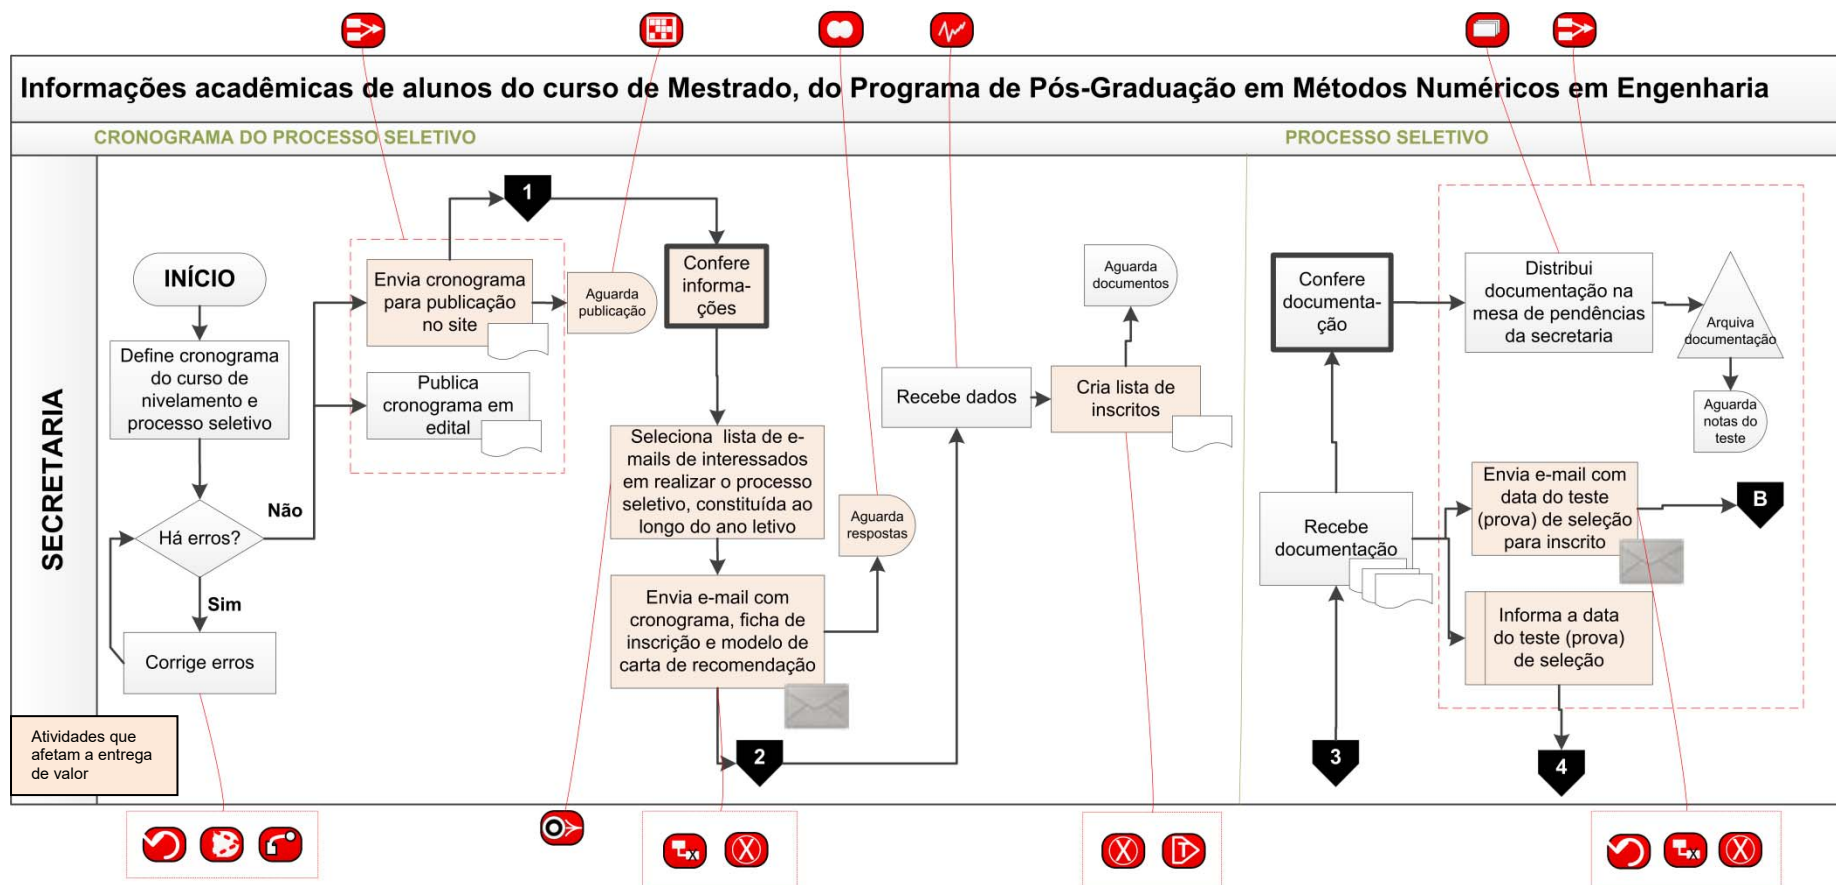 Informações acadêmicas de alunos do curso de Mestrado, do Programa de Pós-Graduação em Métodos Numéricos em Engenharia
CRONOGRAMA DO PROCESSO SELETIVO
PROCESSO SELETIVO
SECRETARIA
INÍCIO
Define cronograma
do curso de
nivelamento e
processo seletivo
Há erros?
Não
Sim
Corrige erros
Envia cronograma
para publicação
no site
Aguarda
publicação
Publica
cronograma em
edital
1
Confere
informa-
ções
Seleciona lista de e-
mails de interessados
em realizar o processo
seletivo, constituída ao
longo do ano letivo
Envia e-mail com
cronograma, ficha de
inscrição e modelo de
carta de recomendação
Aguarda
respostas
2
Recebe dados
Cria lista de
inscritos
Aguarda
documentos
3
Recebe
documentação
Confere
documenta-
ção
Distribui
documentação na
mesa de pendências
da secretaria
Arquiva
documentação
Aguarda
notas do
teste
Envia e-mail com
data do teste
(prova) de seleção
para inscrito
B
Informa a data
do teste (prova)
de seleção
4
Atividades que
afetam a entrega
de valor
x
X
X
T
x
X